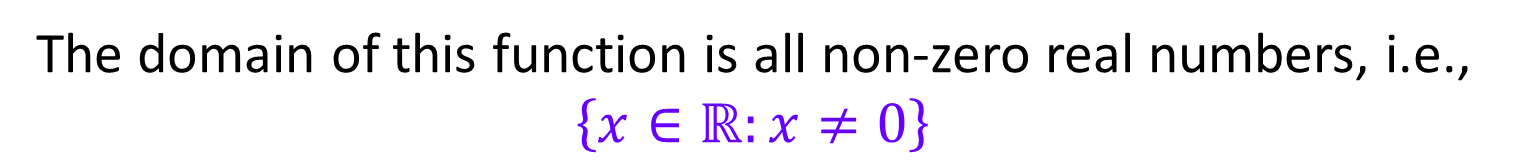 The domain of this function is all non-zero real numbers, i.e.,
{𝑥 ∈ ℝ: 𝑥 ≠ 0}